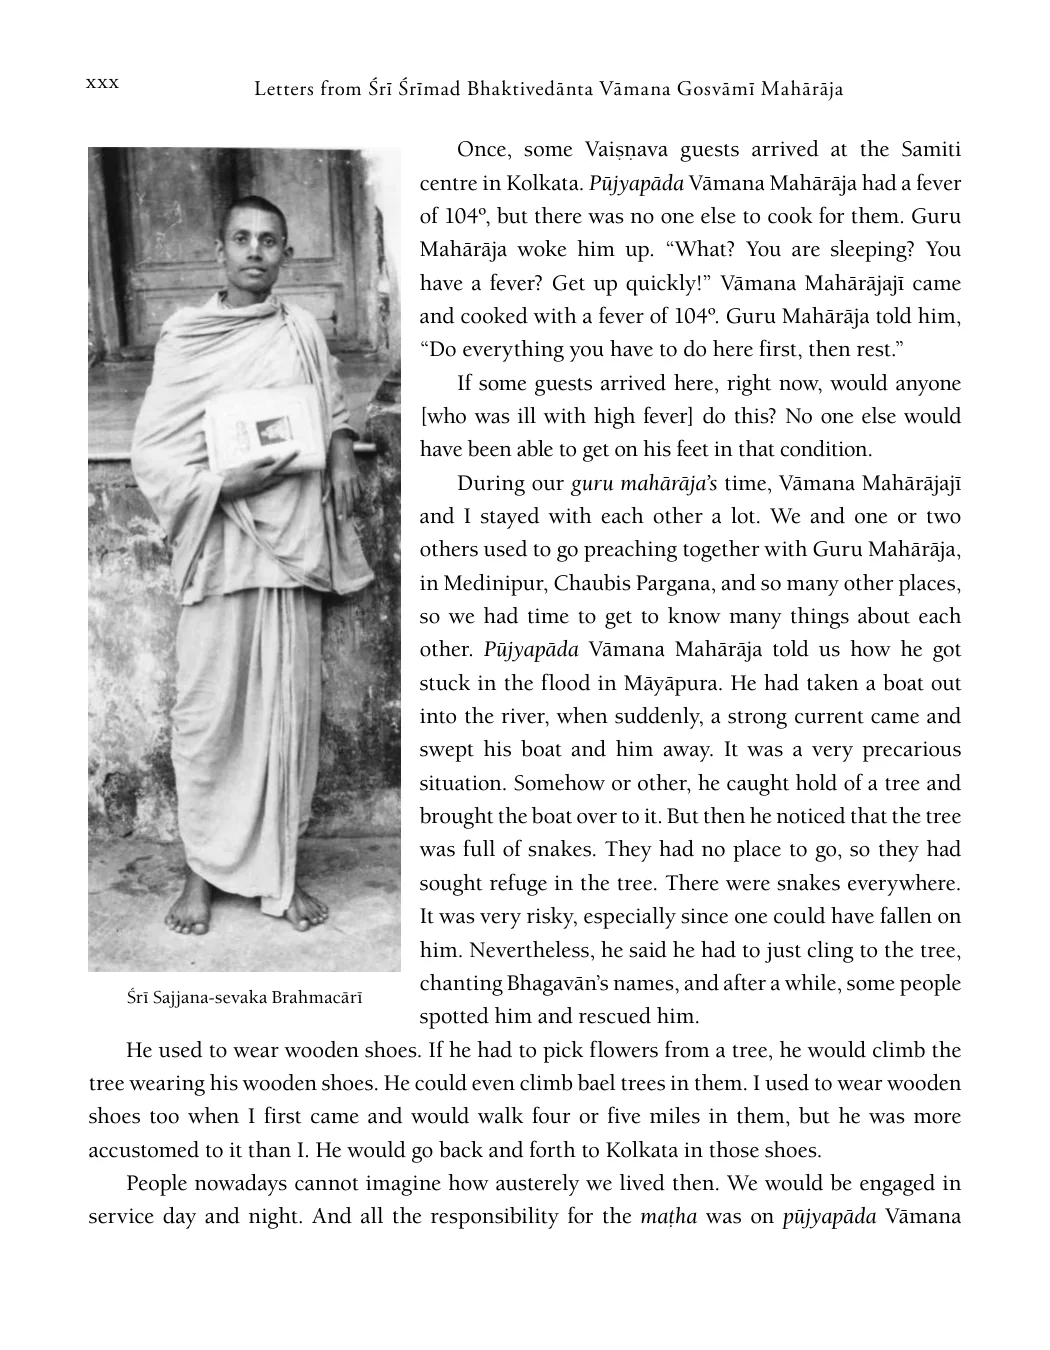 xxx
Letters from Śrī Śrīmad Bhaktivedānta Vāmana Gosvāmī Mahārāja
Once, some Vaiṣṇava guests arrived at the Samiti
centre in Kolkata. Pūjyapāda Vāmana Mahārāja had a fever
of 104º, but there was no one else to cook for them. Guru
Mahārāja woke him up. “What? You are sleeping? You
have a fever? Get up quickly!” Vāmana Mahārājajī came
and cooked with a fever of 104º. Guru Mahārāja told him,
“Do everything you have to do here first, then rest.”
If some guests arrived here, right now, would anyone
[who was ill with high fever] do this? No one else would
have been able to get on his feet in that condition.
During our guru mahārāja’s time, Vāmana Mahārājajī
and I stayed with each other a lot. We and one or two
others used to go preaching together with Guru Mahārāja,
in Medinipur, Chaubis Pargana, and so many other places,
so we had time to get to know many things about each
other. Pūjyapāda Vāmana Mahārāja told us how he got
stuck in the flood in Māyāpura. He had taken a boat out
into the river, when suddenly, a strong current came and
swept his boat and him away. It was a very precarious
situation. Somehow or other, he caught hold of a tree and
brought the boat over to it. But then he noticed that the tree
was full of snakes. They had no place to go, so they had
sought refuge in the tree. There were snakes everywhere.
It was very risky, especially since one could have fallen on
him. Nevertheless, he said he had to just cling to the tree,
chanting Bhagavān’s names, and after a while, some people
spotted him and rescued him.
Śrī Sajjana-sevaka Brahmacārī
He used to wear wooden shoes. If he had to pick flowers from a tree, he would climb the
tree wearing his wooden shoes. He could even climb bael trees in them. I used to wear wooden
shoes too when I first came and would walk four or five miles in them, but he was more
accustomed to it than I. He would go back and forth to Kolkata in those shoes.
People nowadays cannot imagine how austerely we lived then. We would be engaged in
service day and night. And all the responsibility for the maṭha was on pūjyapāda Vāmana